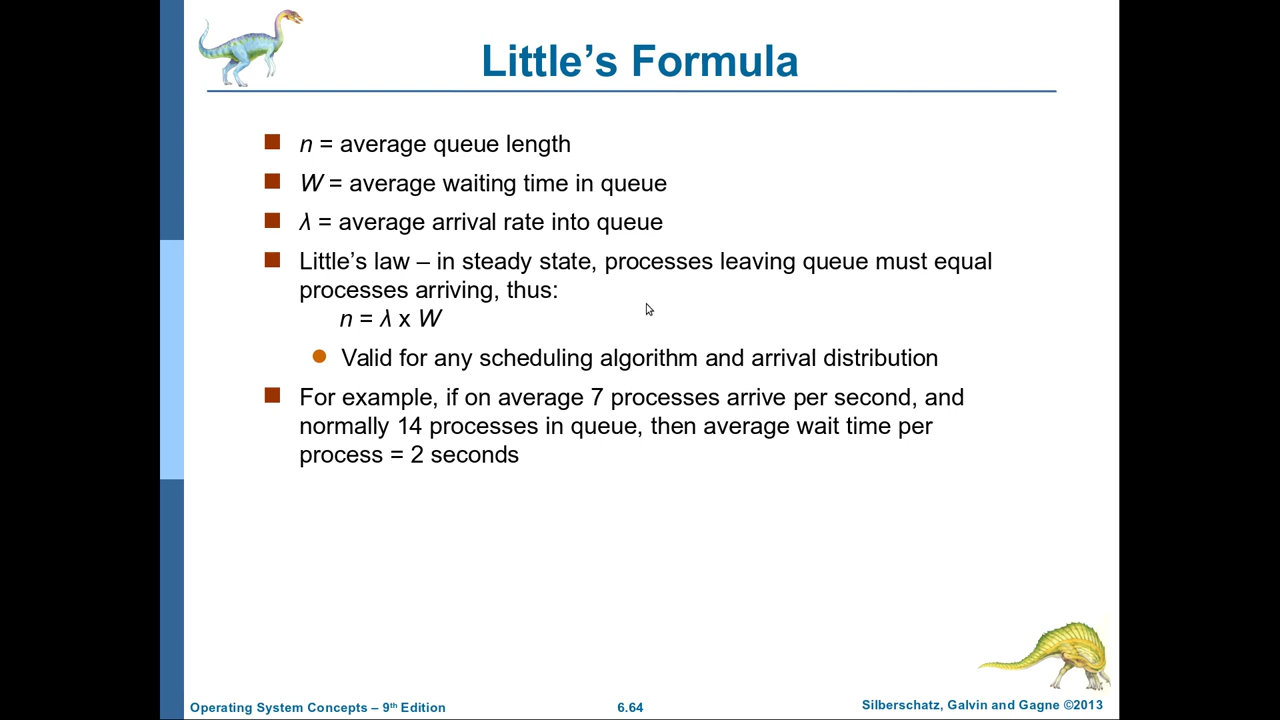 Little’s Formula
n = average queue length
W = average waiting time in queue
λ = average arrival rate into queue
Little’s law – in steady state, processes leaving queue must equal
processes arriving, thus:
n = λ x W
Valid for any scheduling algorithm and arrival distribution
For example, if on average 7 processes arrive per second, and
normally 14 processes in queue, then average wait time per
process = 2 seconds
Operating System Concepts – 9th Edition
6.64
Silberschatz, Galvin and Gagne ©2013